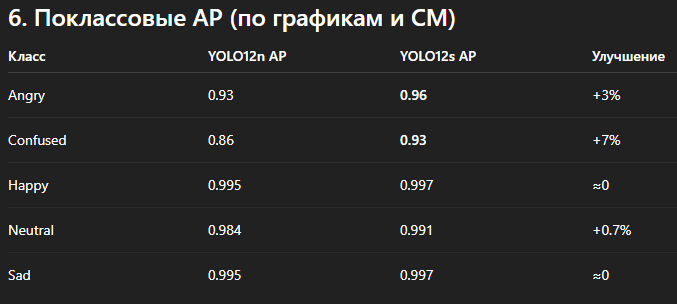 6. Поклассовые AP (по графикам и CM)
Класс YOLO12n AP YOLO12s AP Улучшение
Angry 0.93 0.96 +3%
Confused 0.86 0.93 +7%
Happy 0.995 0.997 ≈0
Neutral 0.984 0.991 +0.7%
Sad 0.995 0.997 ≈0